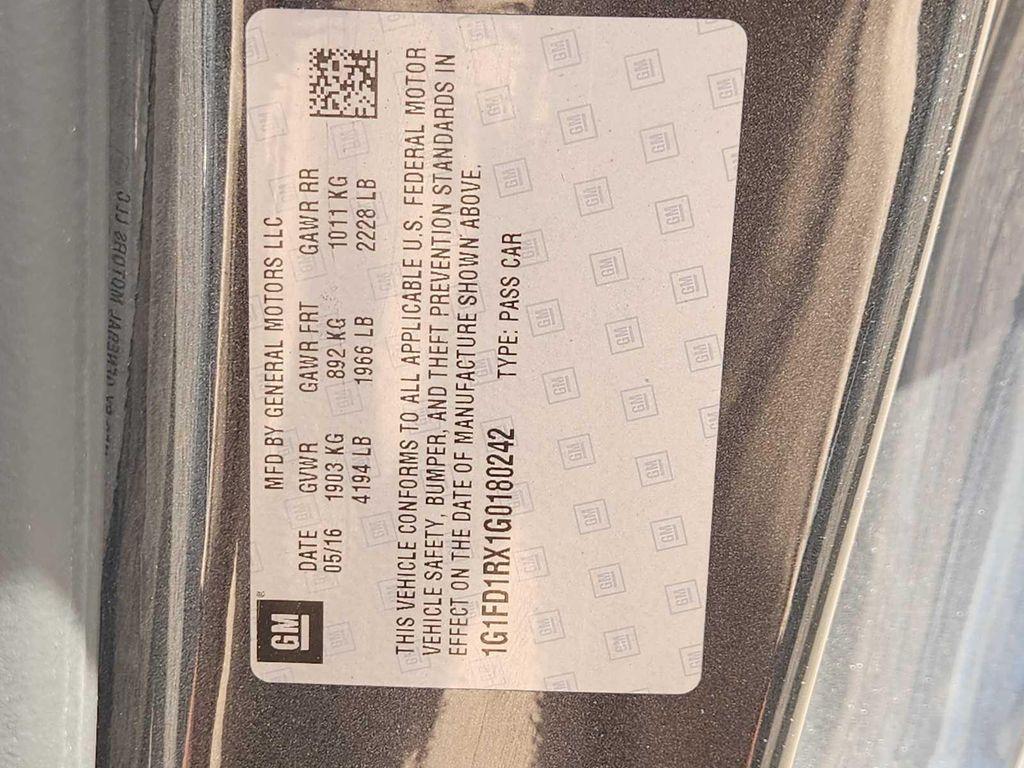 GM
MFD BY GENERAL MOTORS LLC
DATE GVWR GAWR FRT GAWR RR
05/16 1903 KG 892 KG 1011 KG
4194 LB 1966 LB 2228 LB
THIS VEHICLE CONFORMS TO ALL APPLICABLE U.S. FEDERAL MOTOR
VEHICLE SAFETY, BUMPER, AND THEFT PREVENTION STANDARDS IN
EFFECT ON THE DATE OF MANUFACTURE SHOWN ABOVE.
1G1FD1RX1G0180242 TYPE: PASS CAR